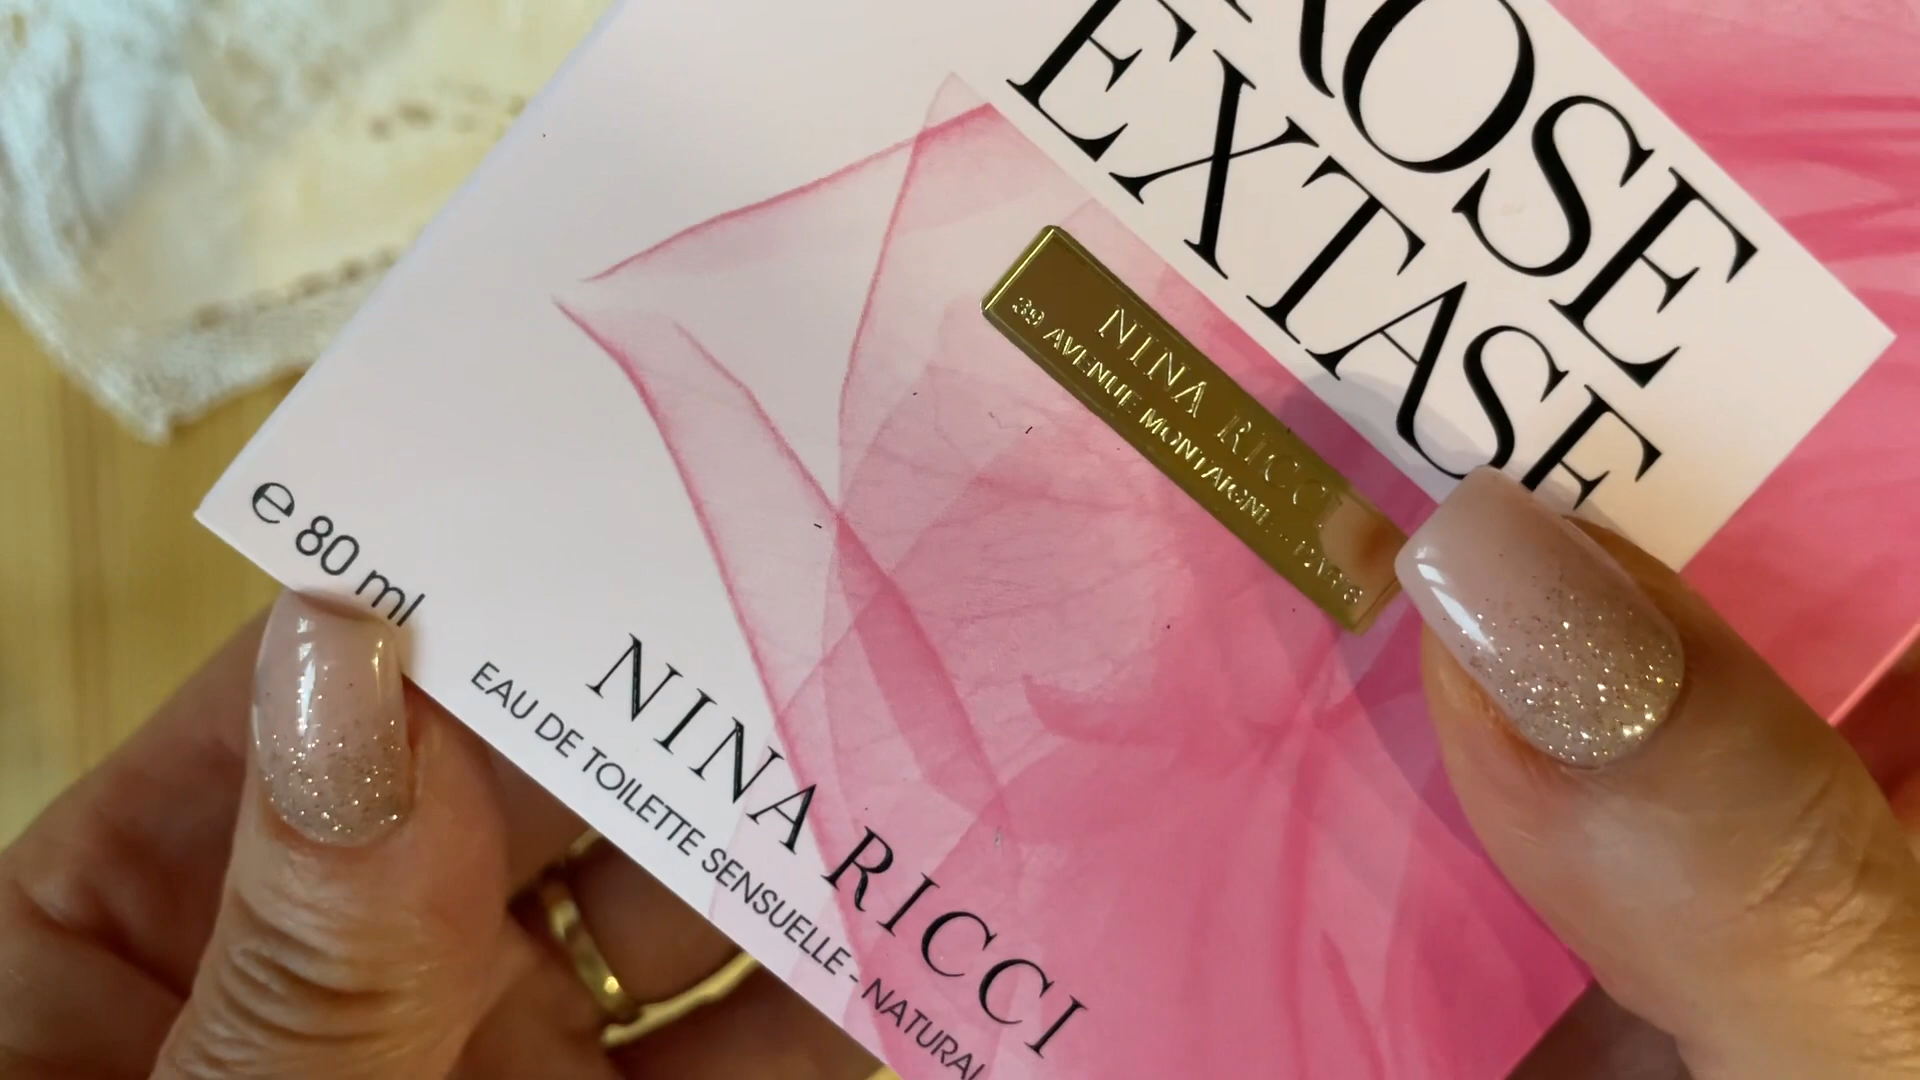 ROSE
EXTASE
NINA RICCI
39 AVENUE MONTAIGNE . PARIS
℮ 80 ml
NINA RICCI
EAU DE TOILETTE SENSUELLE - NATURAL